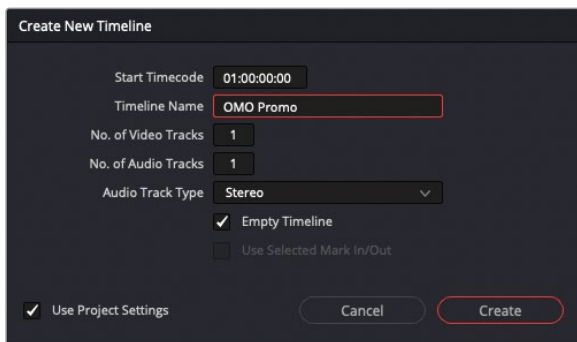 Create New Timeline
Start Timecode 01:00:00:00
Timeline Name OMO Promo
No. of Video Tracks 1
No. of Audio Tracks 1
Audio Track Type Stereo
Empty Timeline
Use Selected Mark In/Out
Use Project Settings Cancel Create